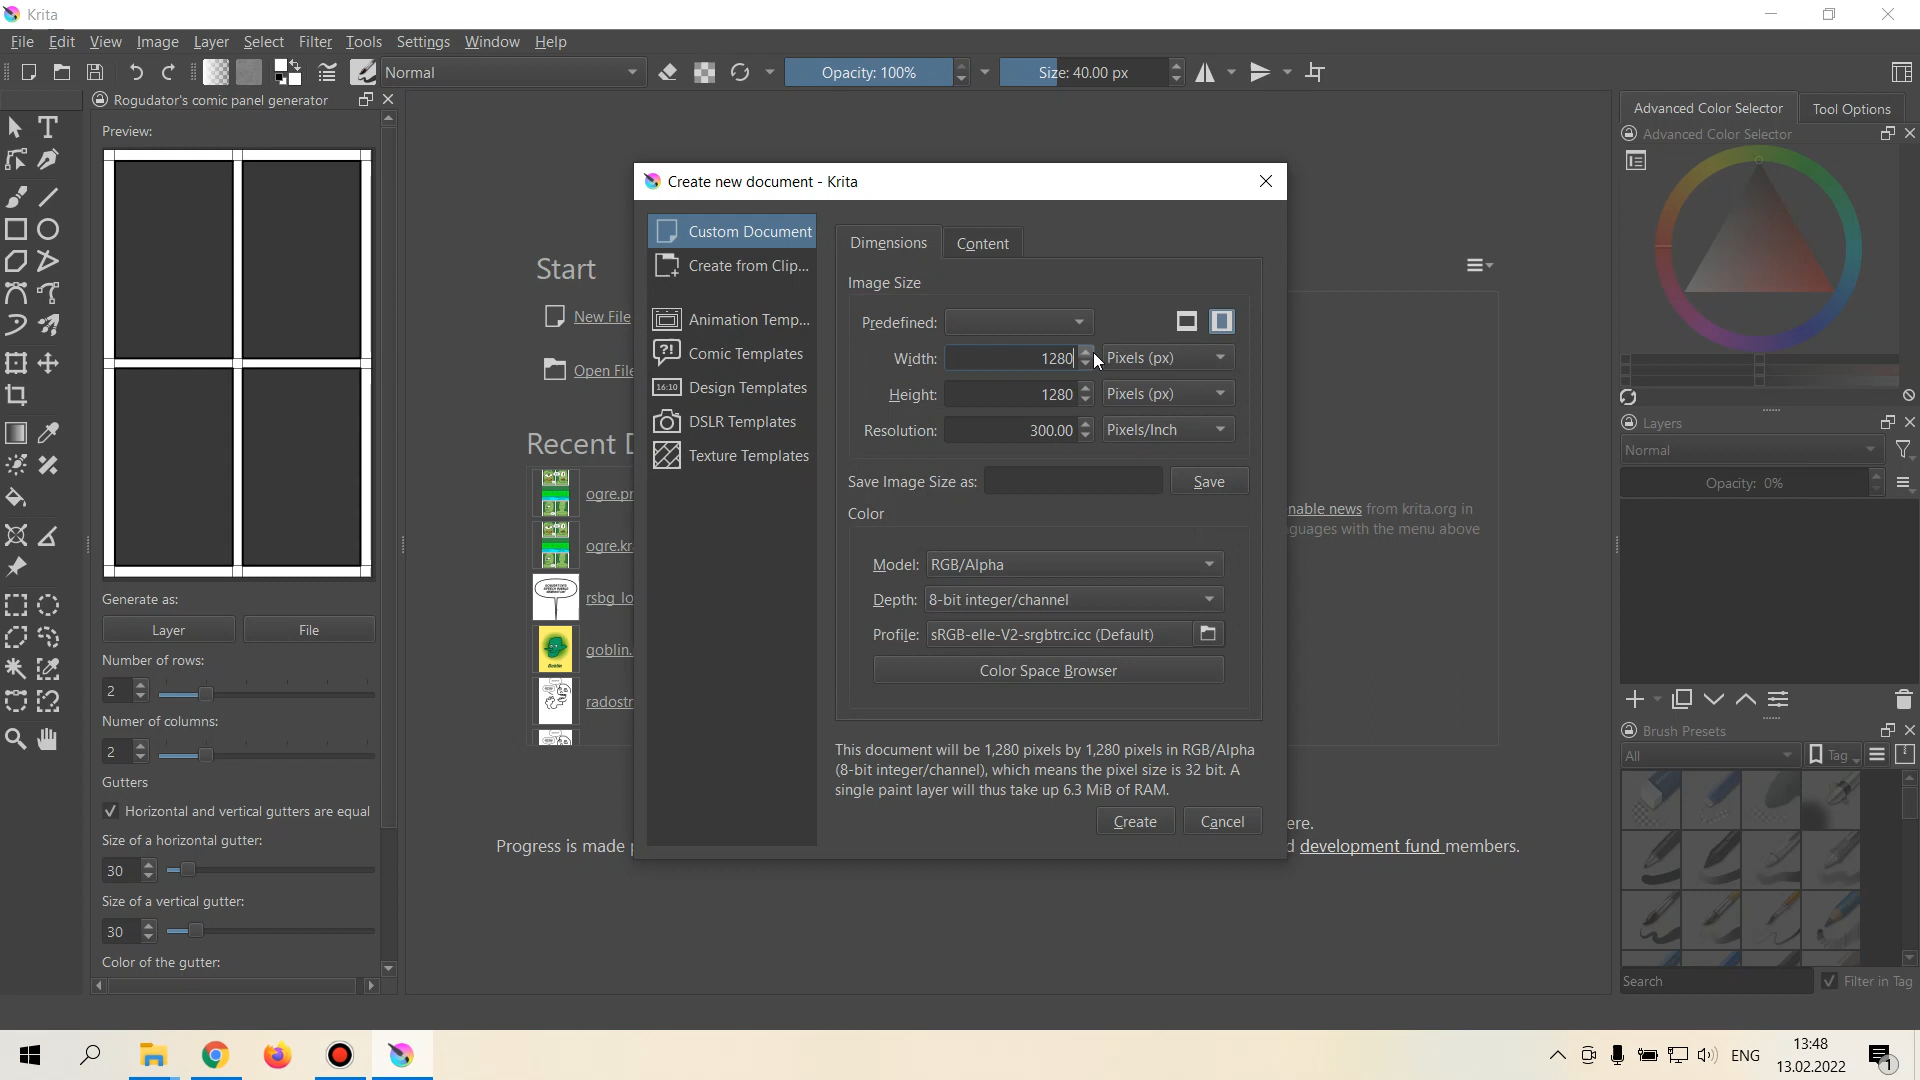 Krita
File Edit View Image Layer Select Filter Tools Settings Window Help
Normal Opacity: 100% Size: 40.00 px
Rogudator's comic panel generator
Preview:
Generate as:
Layer File
Number of rows:
2
Numer of columns:
2
Gutters
Horizontal and vertical gutters are equal
Size of a horizontal gutter:
30
Size of a vertical gutter:
30
Color of the gutter:
Start
New File
Open File
Recent D
ogre.pr
ogre.kr
rsbg_lo
goblin.
radostr
Progress is made p
Create new document - Krita
Custom Document
Create from Clip...
Animation Temp...
Comic Templates
16:10 Design Templates
DSLR Templates
Texture Templates
Dimensions Content
Image Size
Predefined:
Width: 1280 Pixels (px)
Height: 1280 Pixels (px)
Resolution: 300.00 Pixels/Inch
Save Image Size as: Save
Color
Model: RGB/Alpha
Depth: 8-bit integer/channel
Profile: sRGB-elle-V2-srgbtrc.icc (Default)
Color Space Browser
This document will be 1,280 pixels by 1,280 pixels in RGB/Alpha
(8-bit integer/channel), which means the pixel size is 32 bit. A
single paint layer will thus take up 6.3 MiB of RAM.
Create Cancel
nable news from krita.org in
guages with the menu above
ere.
d development fund members.
Advanced Color Selector Tool Options
Advanced Color Selector
Layers
Normal
Opacity: 0%
Brush Presets
All Tag
Search Filter in Tag
ENG
13:48
13.02.2022
1